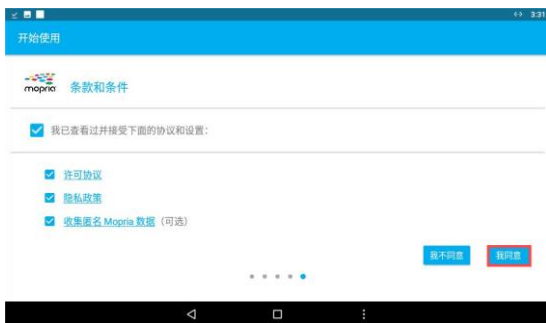 3:31
开始使用
mopria 条款和条件
我已查看过并接受下面的协议和设置：
许可协议
隐私政策
收集匿名 Mopria 数据（可选）
我不同意 我同意